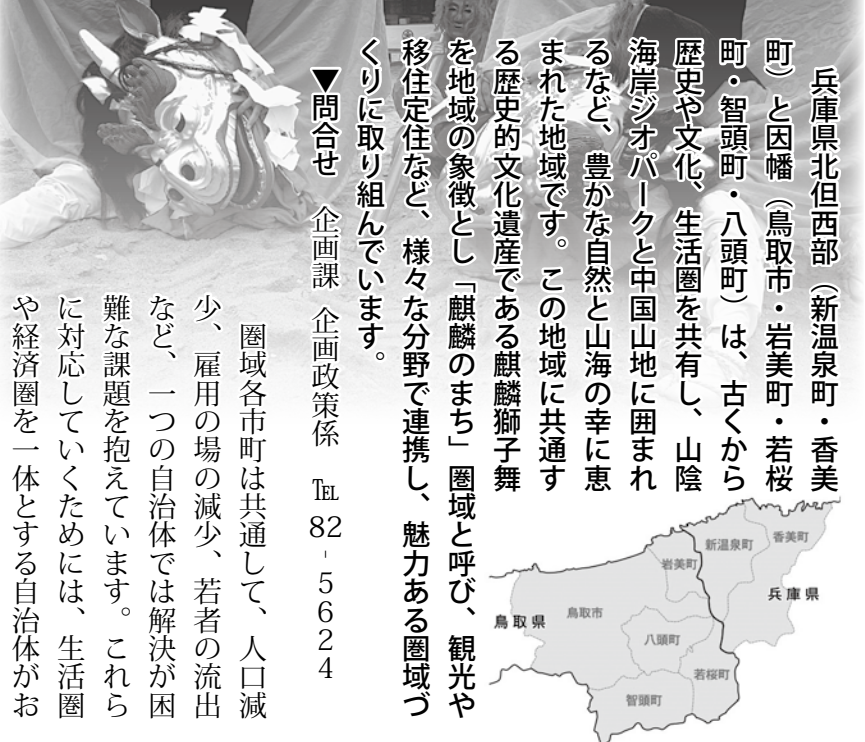 兵庫県北但西部（新温泉町・香美
町）と因幡（鳥取市・岩美町・若桜
町・智頭町・八頭町）は、古くから
歴史や文化、生活圏を共有し、山陰
海岸ジオパークと中国山地に囲まれ
るなど、豊かな自然と山海の幸に恵
まれた地域です。この地域に共通す
る歴史的文化遺産である麒麟獅子舞
を地域の象徴とし「麒麟のまち」圏域と呼び、観光や
移住定住など、様々な分野で連携し、魅力ある圏域づ
くりに取り組んでいます。
▼問合せ　企画課　企画政策係　℡82-5624
圏域各市町は共通して、人口減
少、雇用の場の減少、若者の流出
など、一つの自治体では解決が困
難な課題を抱えています。これら
に対応していくためには、生活圏
や経済圏を一体とする自治体がお
香美町
新温泉町
岩美町
兵庫県
鳥取市
鳥取県
八頭町
若桜町
智頭町